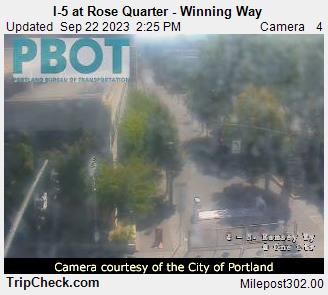 I-5 at Rose Quarter - Winning Way
Updated Sep 22 2023 2:25 PM Camera 4
PBOT
PORTLAND BUREAU OF TRANSPORTATION
Camera courtesy of the City of Portland
TripCheck.com Milepost302.00